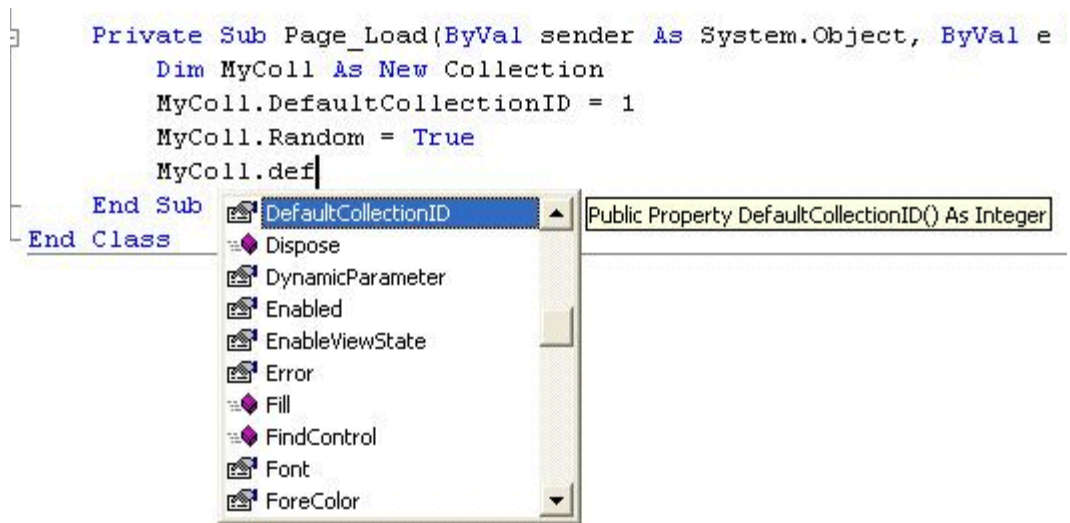 Private Sub Page_Load(ByVal sender As System.Object, ByVal e
Dim MyColl As New Collection
MyColl.DefaultCollectionID = 1
MyColl.Random = True
MyColl.def
End Sub
DefaultCollectionID
Public Property DefaultCollectionID() As Integer
End Class
Dispose
DynamicParameter
Enabled
EnableViewState
Error
Fill
FindControl
Font
ForeColor